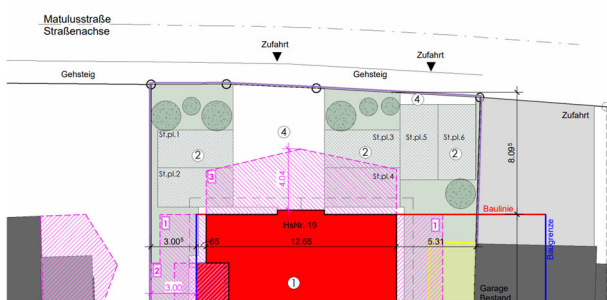 Matulusstraße
Straßenachse
Zufahrt
Zufahrt
Gehsteig
Gehsteig
St.pl.1
4
St.pl.3
4
St.pl.5
St.pl.6
Zufahrt
2
2
2
8.09⁵
St.pl.2
3
4.04
St.pl.4
Baulinie
1
HsNr. 19
1
3.00⁵
.65
12.65
5.31
Baugrenze
2
3.00
1
Garage
Bestand